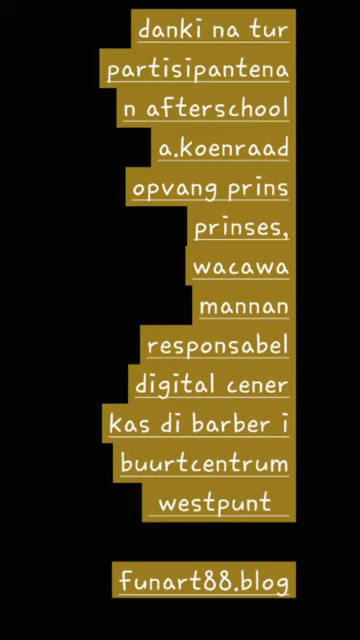 danki na tur
partisipantena
n afterschool
a.koenraad
opvang prins
prinses,
wacawa
mannan
responsabel
digital cener
kas di barber i
buurtcentrum
westpunt
funart88.blog